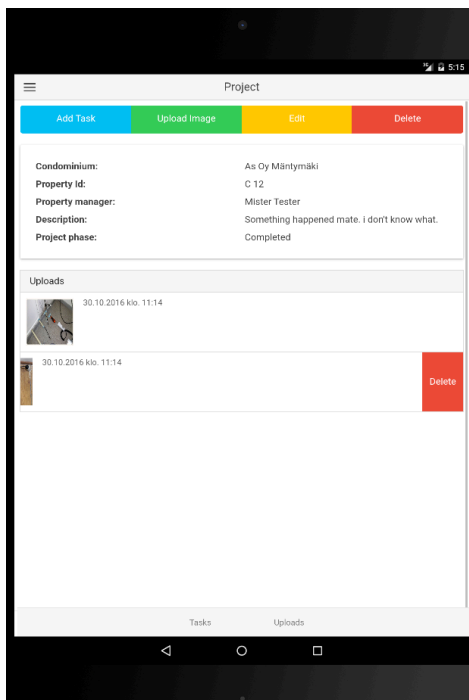 3G 5:15
Project
Add Task Upload Image Edit Delete
Condominium: As Oy Mäntymäki
Property Id: C 12
Property manager: Mister Tester
Description: Something happened mate. i don't know what.
Project phase: Completed
Uploads
30.10.2016 klo. 11:14
30.10.2016 klo. 11:14
Delete
Tasks Uploads